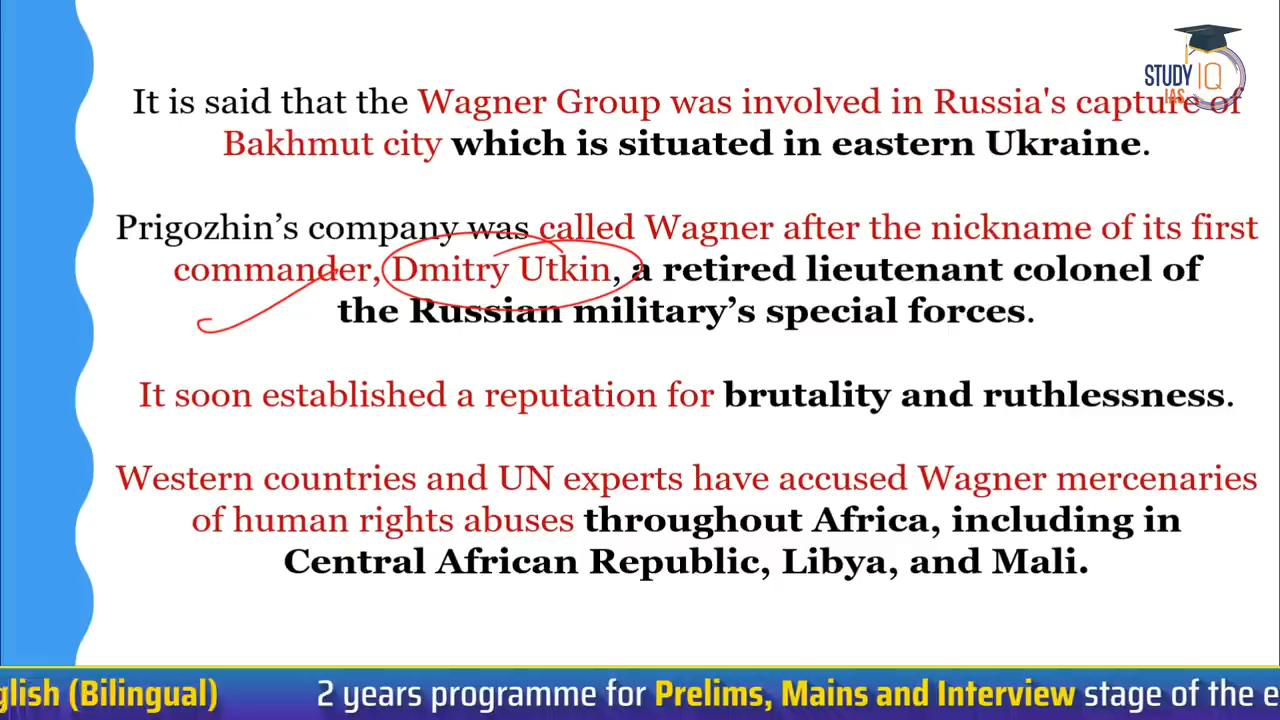 STUDY IQ
IAS
It is said that the Wagner Group was involved in Russia's capture of
Bakhmut city which is situated in eastern Ukraine.
Prigozhin’s company was called Wagner after the nickname of its first
commander, Dmitry Utkin, a retired lieutenant colonel of
the Russian military’s special forces.
It soon established a reputation for brutality and ruthlessness.
Western countries and UN experts have accused Wagner mercenaries
of human rights abuses throughout Africa, including in
Central African Republic, Libya, and Mali.
glish (Bilingual) 2 years programme for Prelims, Mains and Interview stage of the e